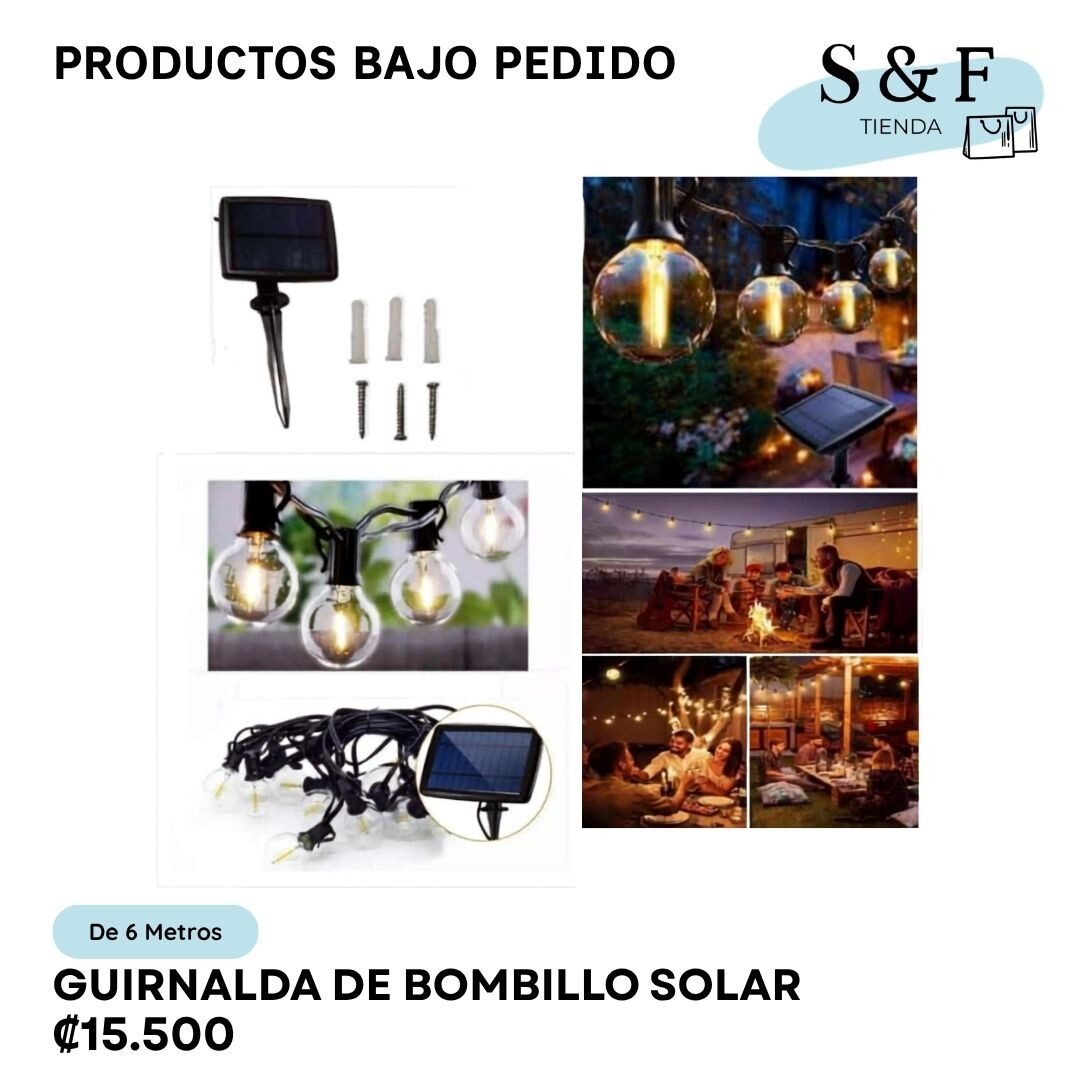 PRODUCTOS BAJO PEDIDO
S & F
TIENDA
De 6 Metros
GUIRNALDA DE BOMBILLO SOLAR
₡15.500